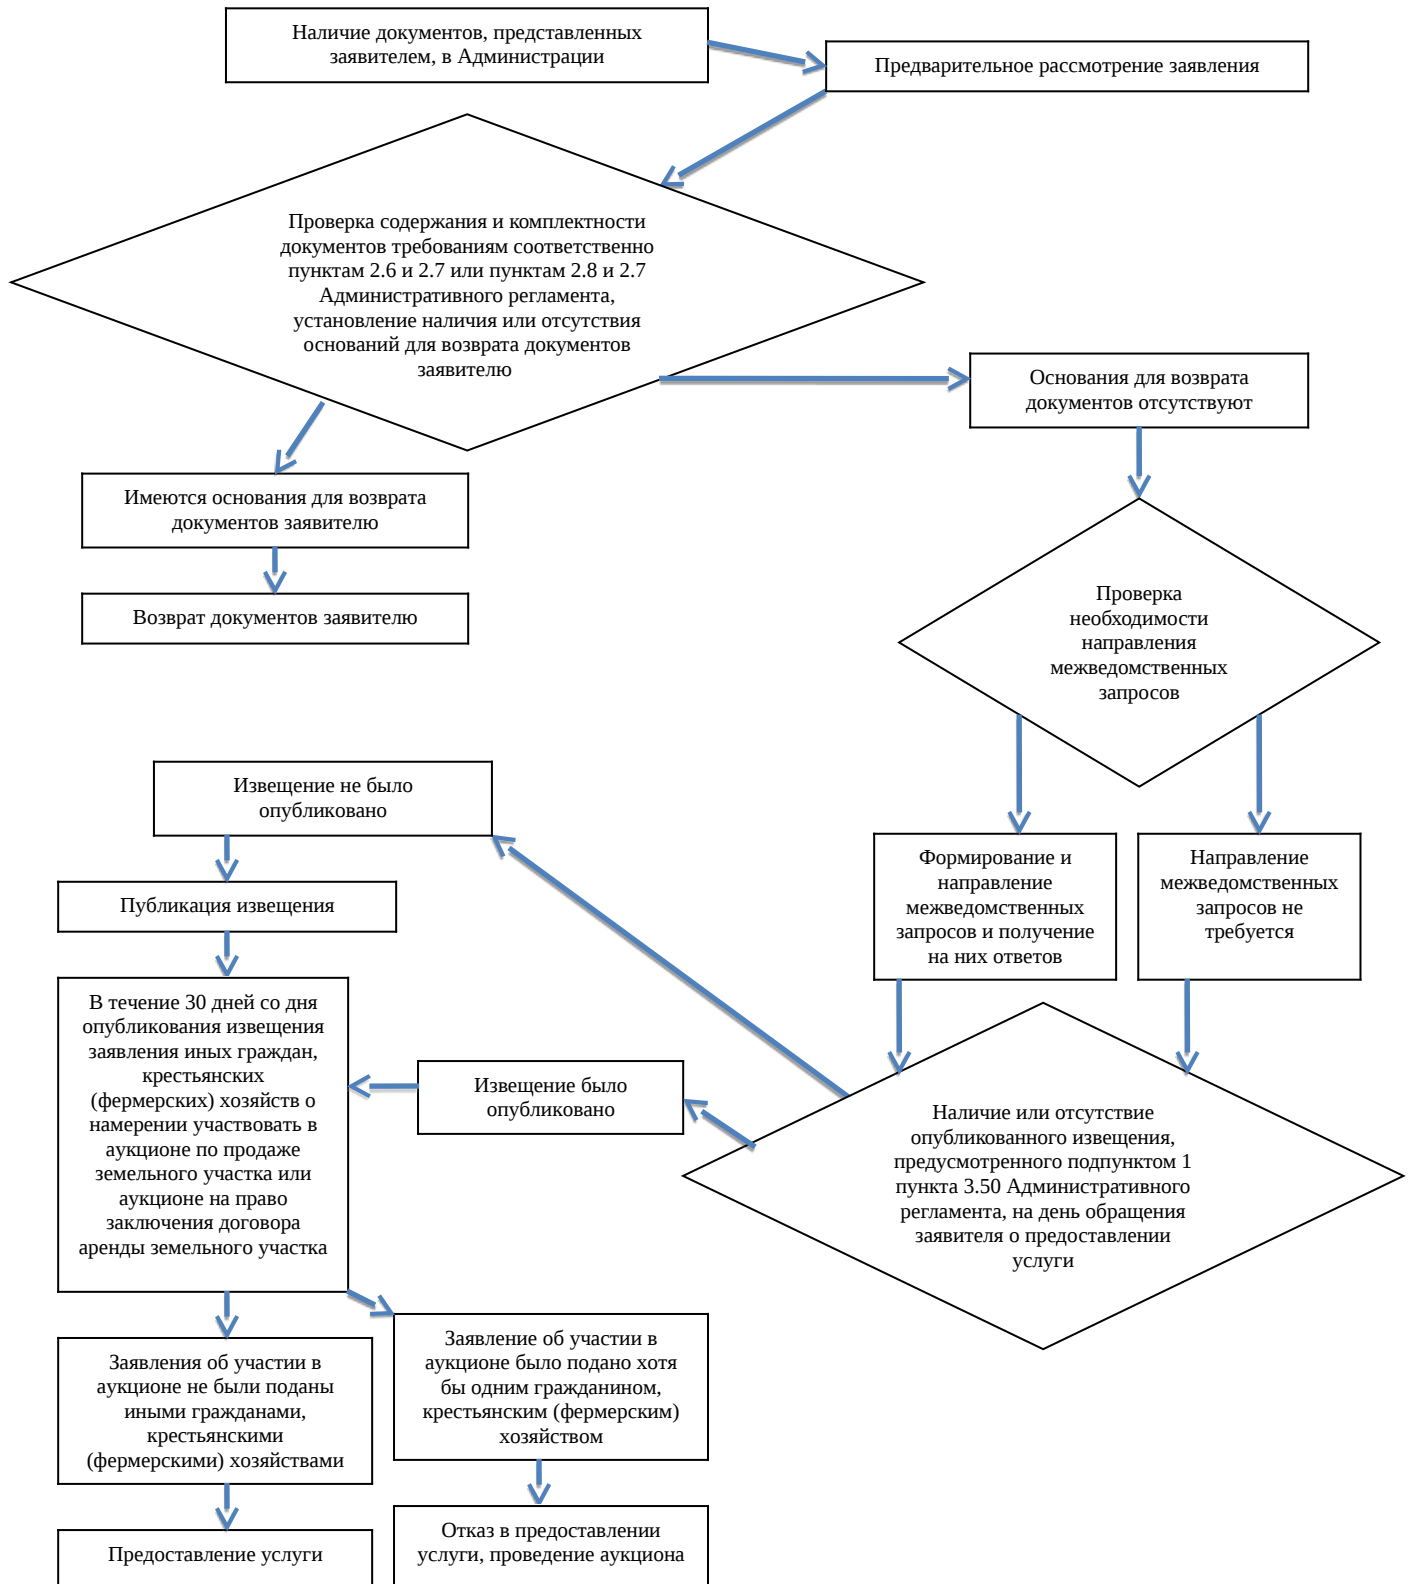 Наличие документов, представленных
заявителем, в Администрации
Предварительное рассмотрение заявления
Проверка содержания и комплектности
документов требованиям соответственно
пунктам 2.6 и 2.7 или пунктам 2.8 и 2.7
Административного регламента,
установление наличия или отсутствия
оснований для возврата документов
заявителю
Основания для возврата
документов отсутствуют
Имеются основания для возврата
документов заявителю
Возврат документов заявителю
Проверка
необходимости
направления
межведомственных
запросов
Формирование и
направление
межведомственных
запросов и получение
на них ответов
Направление
межведомственных
запросов не
требуется
Наличие или отсутствие
опубликованного извещения,
предусмотренного подпунктом 1
пункта 3.50 Административного
регламента, на день обращения
заявителя о предоставлении
услуги
Извещение не было
опубликовано
Публикация извещения
Извещение было
опубликовано
В течение 30 дней со дня
опубликования извещения
заявления иных граждан,
крестьянских
(фермерских) хозяйств о
намерении участвовать в
аукционе по продаже
земельного участка или
аукционе на право
заключения договора
аренды земельного участка
Заявления об участии в
аукционе не были поданы
иными гражданами,
крестьянскими
(фермерскими) хозяйствами
Заявление об участии в
аукционе было подано хотя
бы одним гражданином,
крестьянским (фермерским)
хозяйством
Предоставление услуги
Отказ в предоставлении
услуги, проведение аукциона